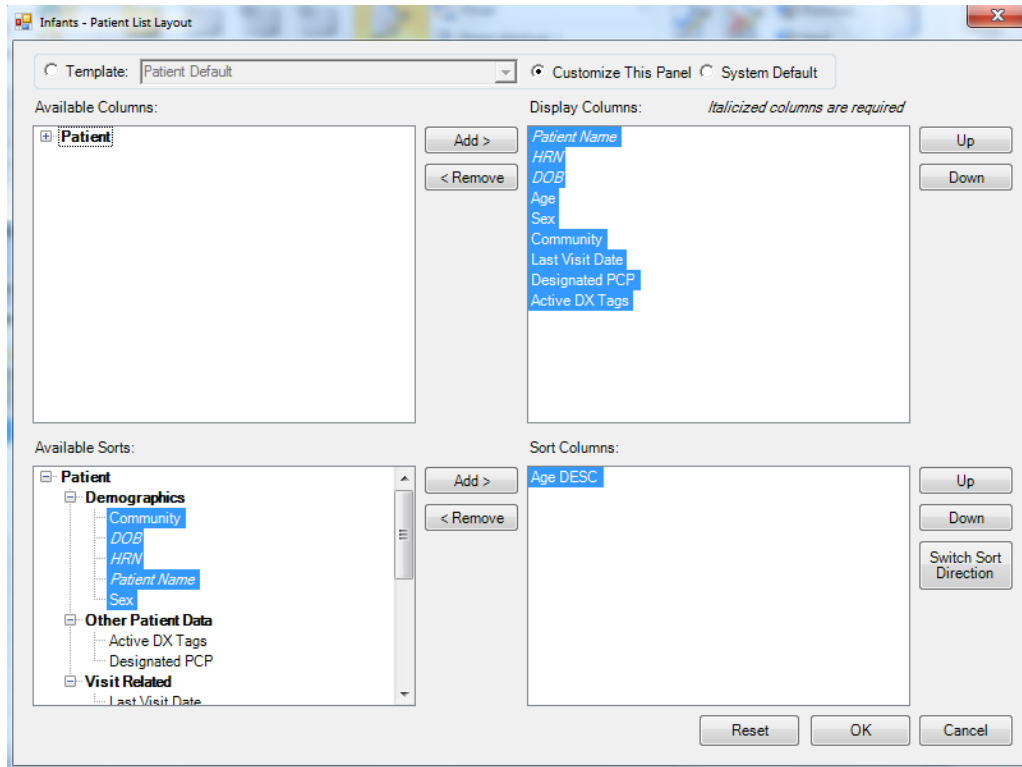 Infants - Patient List Layout
Template: Patient Default Customize This Panel System Default
Available Columns:
Patient
Add >
< Remove
Display Columns: Italicized columns are required
Patient Name
HRN
DOB
Age
Sex
Community
Last Visit Date
Designated PCP
Active DX Tags
Up
Down
Available Sorts:
Patient
Demographics
Community
DOB
HRN
Patient Name
Sex
Other Patient Data
Active DX Tags
Designated PCP
Visit Related
Last Visit Date
Add >
< Remove
Sort Columns:
Age DESC
Up
Down
Switch Sort
Direction
Reset OK Cancel